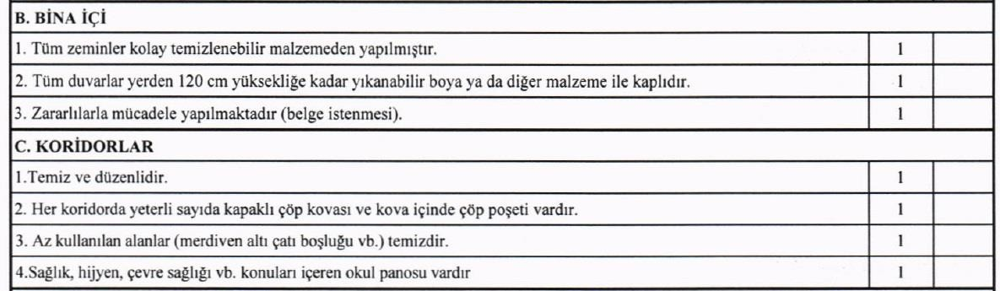 B. BİNA İÇİ
1. Tüm zeminler kolay temizlenebilir malzemeden yapılmıştır. 1
2. Tüm duvarlar yerden 120 cm yüksekliğe kadar yıkanabilir boya ya da diğer malzeme ile kaplıdır. 1
3. Zararlılarla mücadele yapılmaktadır (belge istenmesi). 1
C. KORİDORLAR
1.Temiz ve düzenlidir. 1
2. Her koridorda yeterli sayıda kapaklı çöp kovası ve kova içinde çöp poşeti vardır. 1
3. Az kullanılan alanlar (merdiven altı çatı boşluğu vb.) temizdir. 1
4.Sağlık, hijyen, çevre sağlığı vb. konuları içeren okul panosu vardır 1